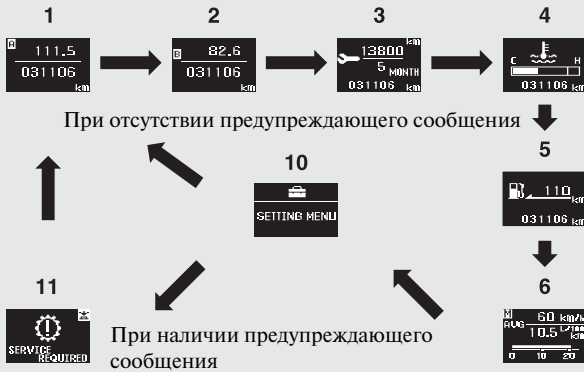 1 2 3 4
A 111.5
031106
km
B 82.6
031106
km
13800 km
5 MONTH
031106 km
C H
031106 km
При отсутствии предупреждающего сообщения
5
110 km
031106 km
10
SETTING MENU
6
M 60 km/h
AVG 10.5 L/100 km
0 10 20
11
SERVICE
REQUIRED
При наличии предупреждающего
сообщения